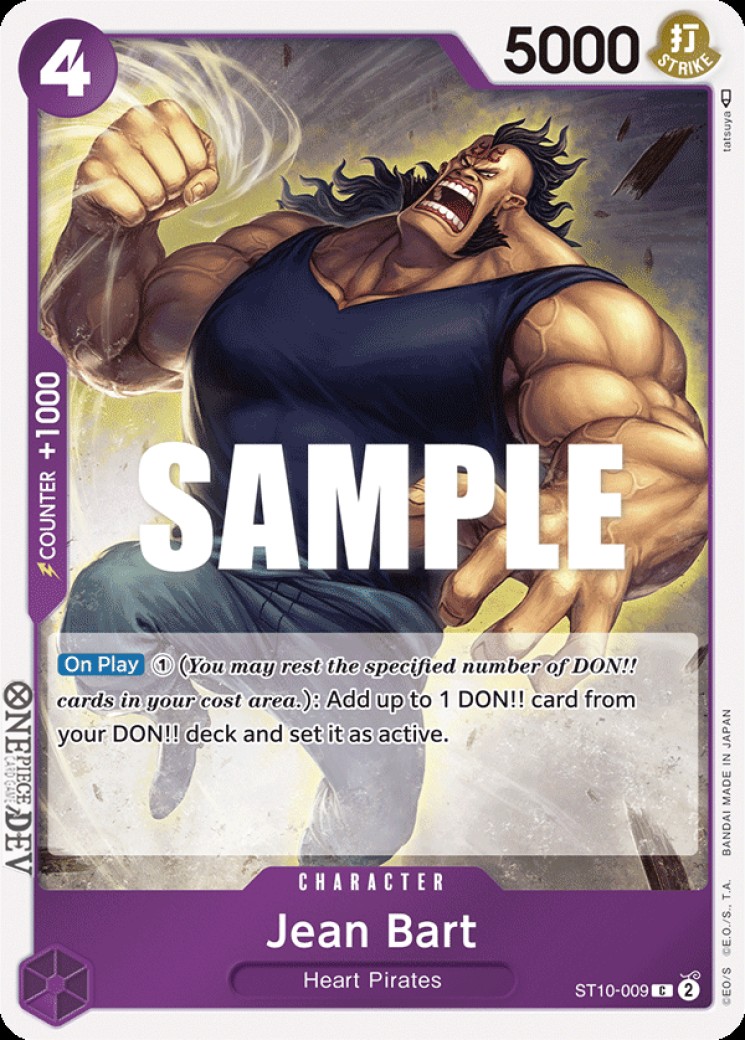 4
5000
打
STRIKE
tatsuya
COUNTER +1000
SAMPLE
On Play ① (You may rest the specified number of DON!!
cards in your cost area.): Add up to 1 DON!! card from
your DON!! deck and set it as active.
ONE PIECE
CARD GAME
/DEV
BANDAI MADE IN JAPAN
©EO/S ©E.O./S., T.A.
CHARACTER
Jean Bart
Heart Pirates
ST10-009 C 2